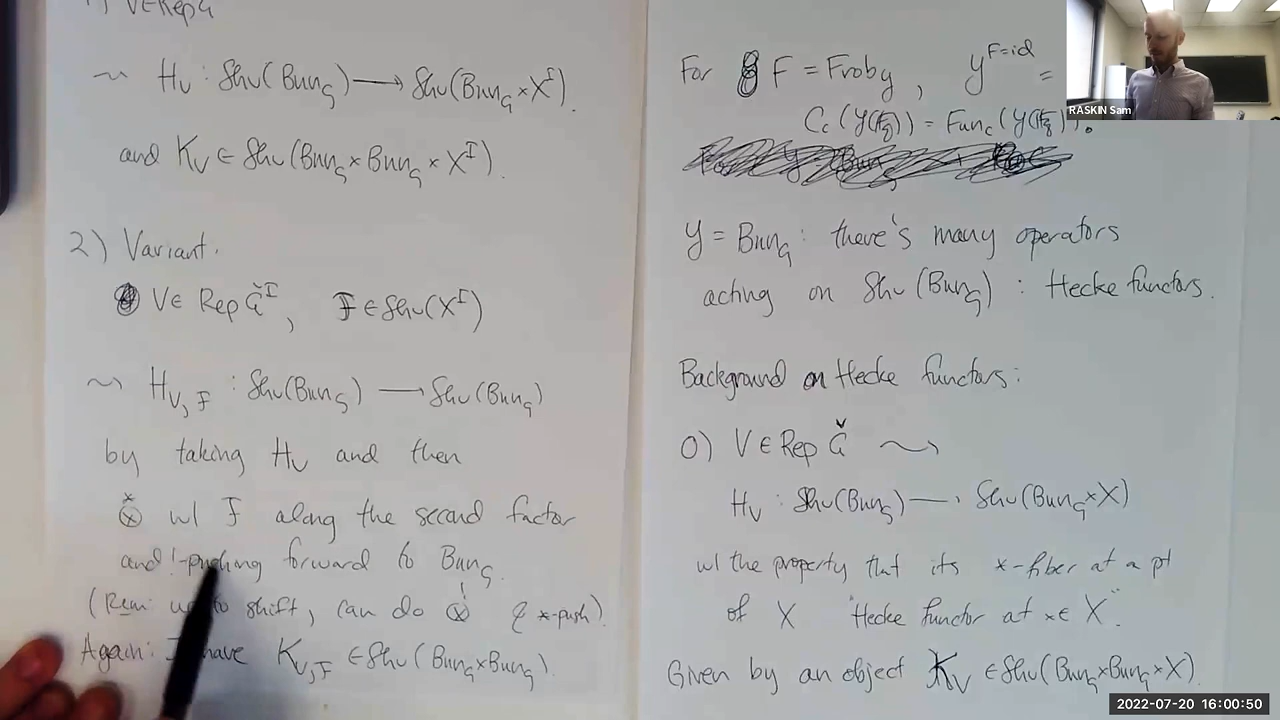 1) V∈Rep Ǧ
~ H_V : Shv(Bun_G) ⟶ Shv(Bun_G × X^I).
and K_V ∈ Shv(Bun_G × Bun_G × X^I).
2) Variant.
V∈ Rep Ǧ^I, F∈Shv(X^I)
~> H_{V,F} : Shv(Bun_G) ⟶ Shv(Bun_G)
by taking H_V and then
⊗^* w/ F along the second factor
and !-pushing forward to Bun_G.
(Rem: up to shift, can do ⊗^! & *-push).
Again: I have K_{V,F} ∈ Shv(Bun_G × Bun_G).
For F = Frob_y, Y^{F=id} =
C_c(Y(F_q)) = Fun_c(Y(F_q)).
Y = Bun_G : there's many operators
acting on Shv(Bun_G) : Hecke functors.
Background on Hecke functors:
0) V∈Rep Ǧ ~>
H_V : Shv(Bun_G) ⟶ Shv(Bun_G × X)
w/ the property that its *-fiber at a pt
of X "Hecke functor at x∈X".
Given by an object K_V ∈ Shv(Bun_G × Bun_G × X).
RASKIN Sam
2022-07-20 16:00:50